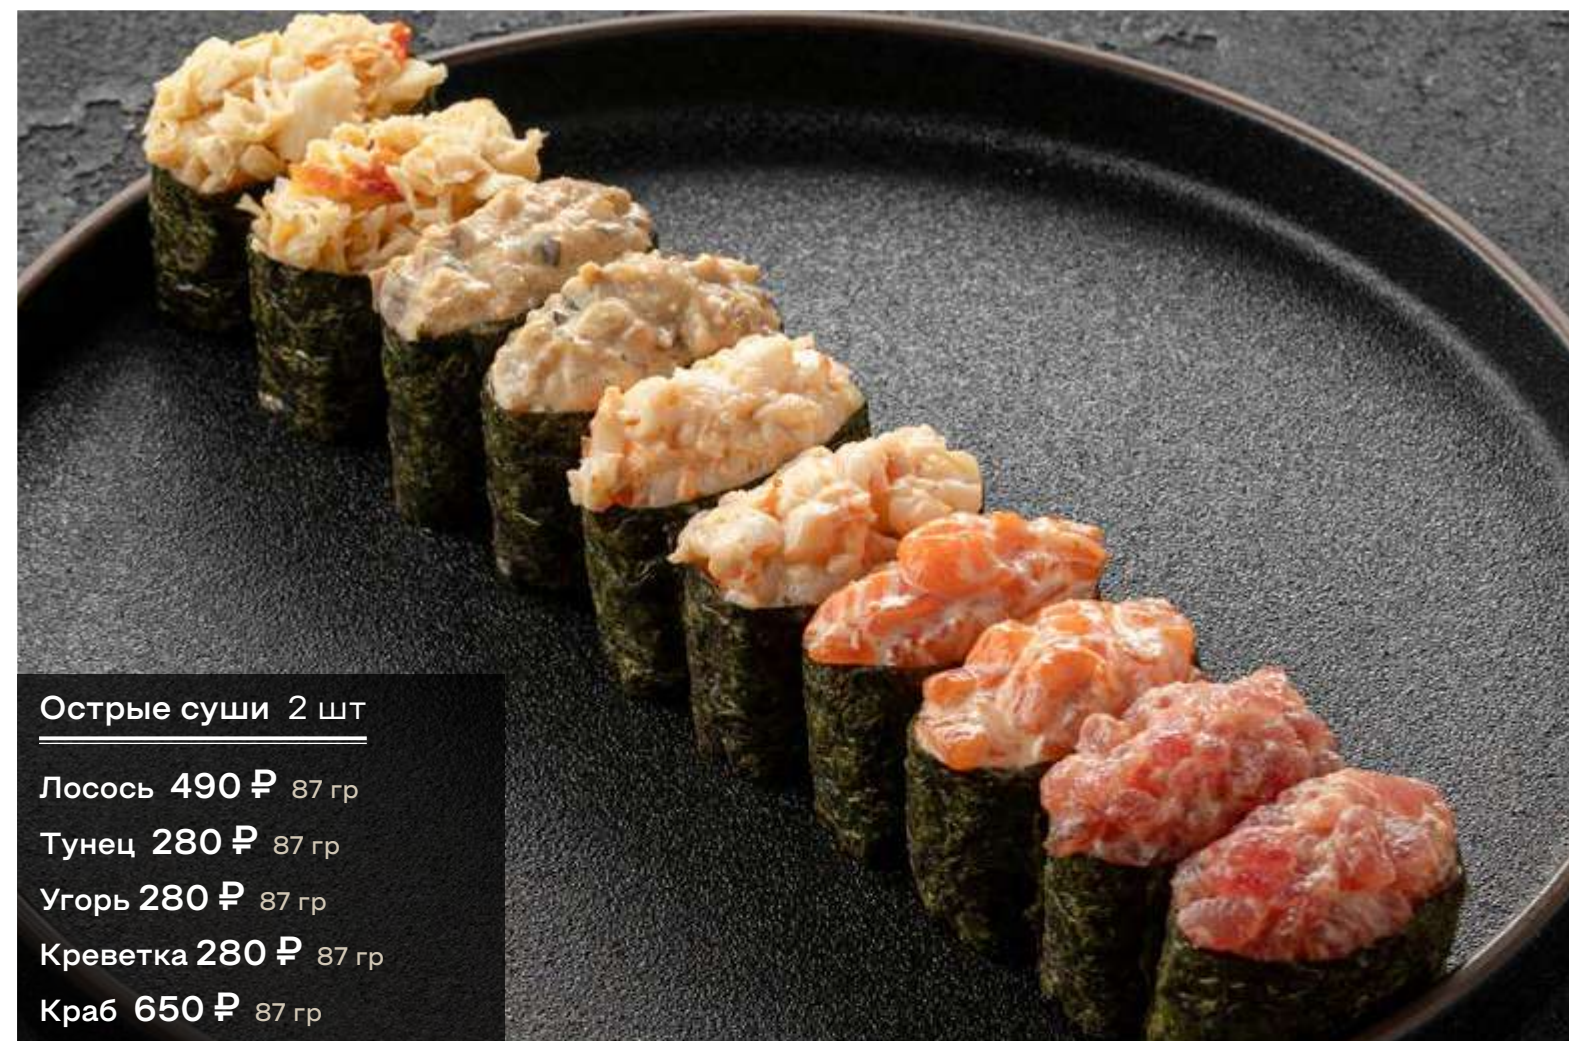 Острые суши 2 шт
Лосось 490 ₽ 87 гр
Тунец 280 ₽ 87 гр
Угорь 280 ₽ 87 гр
Креветка 280 ₽ 87 гр
Краб 650 ₽ 87 гр